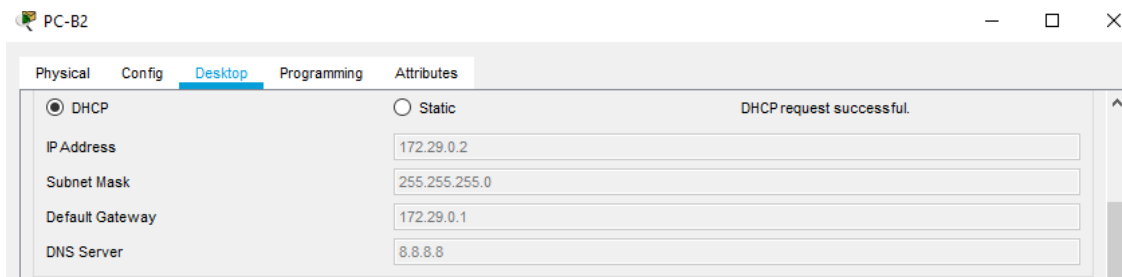 PC-B2
Physical Config Desktop Programming Attributes
DHCP Static DHCP request successful.
IP Address 172.29.0.2
Subnet Mask 255.255.255.0
Default Gateway 172.29.0.1
DNS Server 8.8.8.8